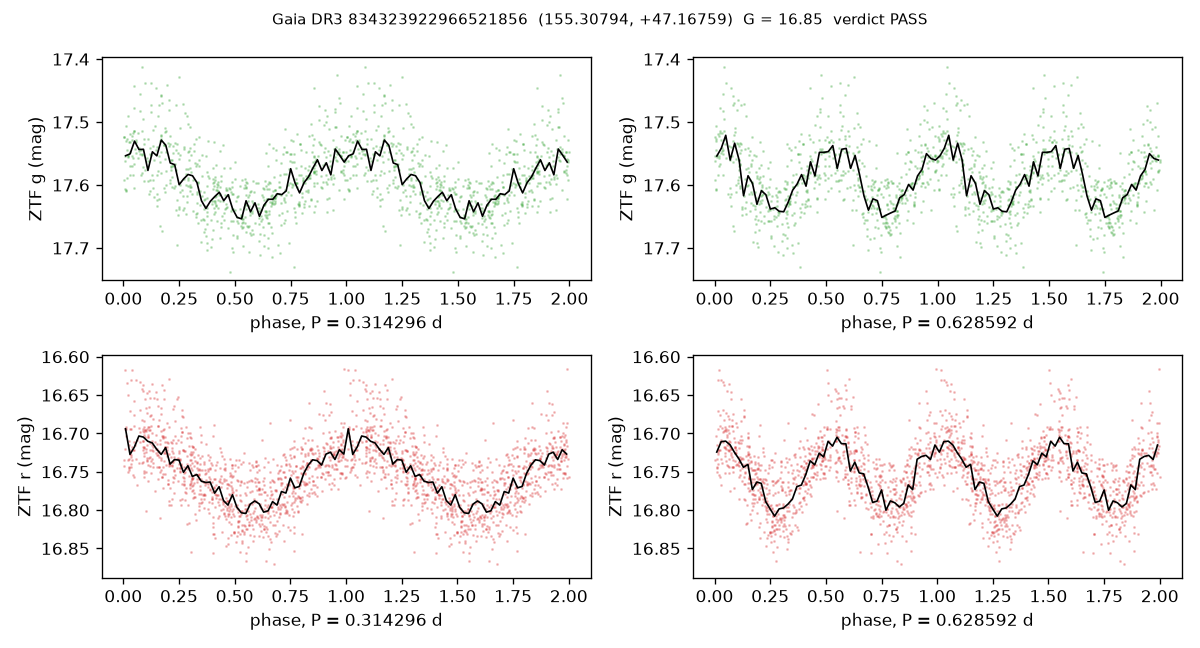 Gaia DR3 834323922966521856  (155.30794, +47.16759)  G = 16.85  verdict PASS
17.4
17.5
17.6
17.7
ZTF g (mag)
0.00 0.25 0.50 0.75 1.00 1.25 1.50 1.75 2.00
phase, P = 0.314296 d
17.4
17.5
17.6
17.7
ZTF g (mag)
0.00 0.25 0.50 0.75 1.00 1.25 1.50 1.75 2.00
phase, P = 0.628592 d
16.60
16.65
16.70
16.75
16.80
16.85
ZTF r (mag)
0.00 0.25 0.50 0.75 1.00 1.25 1.50 1.75 2.00
phase, P = 0.314296 d
16.60
16.65
16.70
16.75
16.80
16.85
ZTF r (mag)
0.00 0.25 0.50 0.75 1.00 1.25 1.50 1.75 2.00
phase, P = 0.628592 d